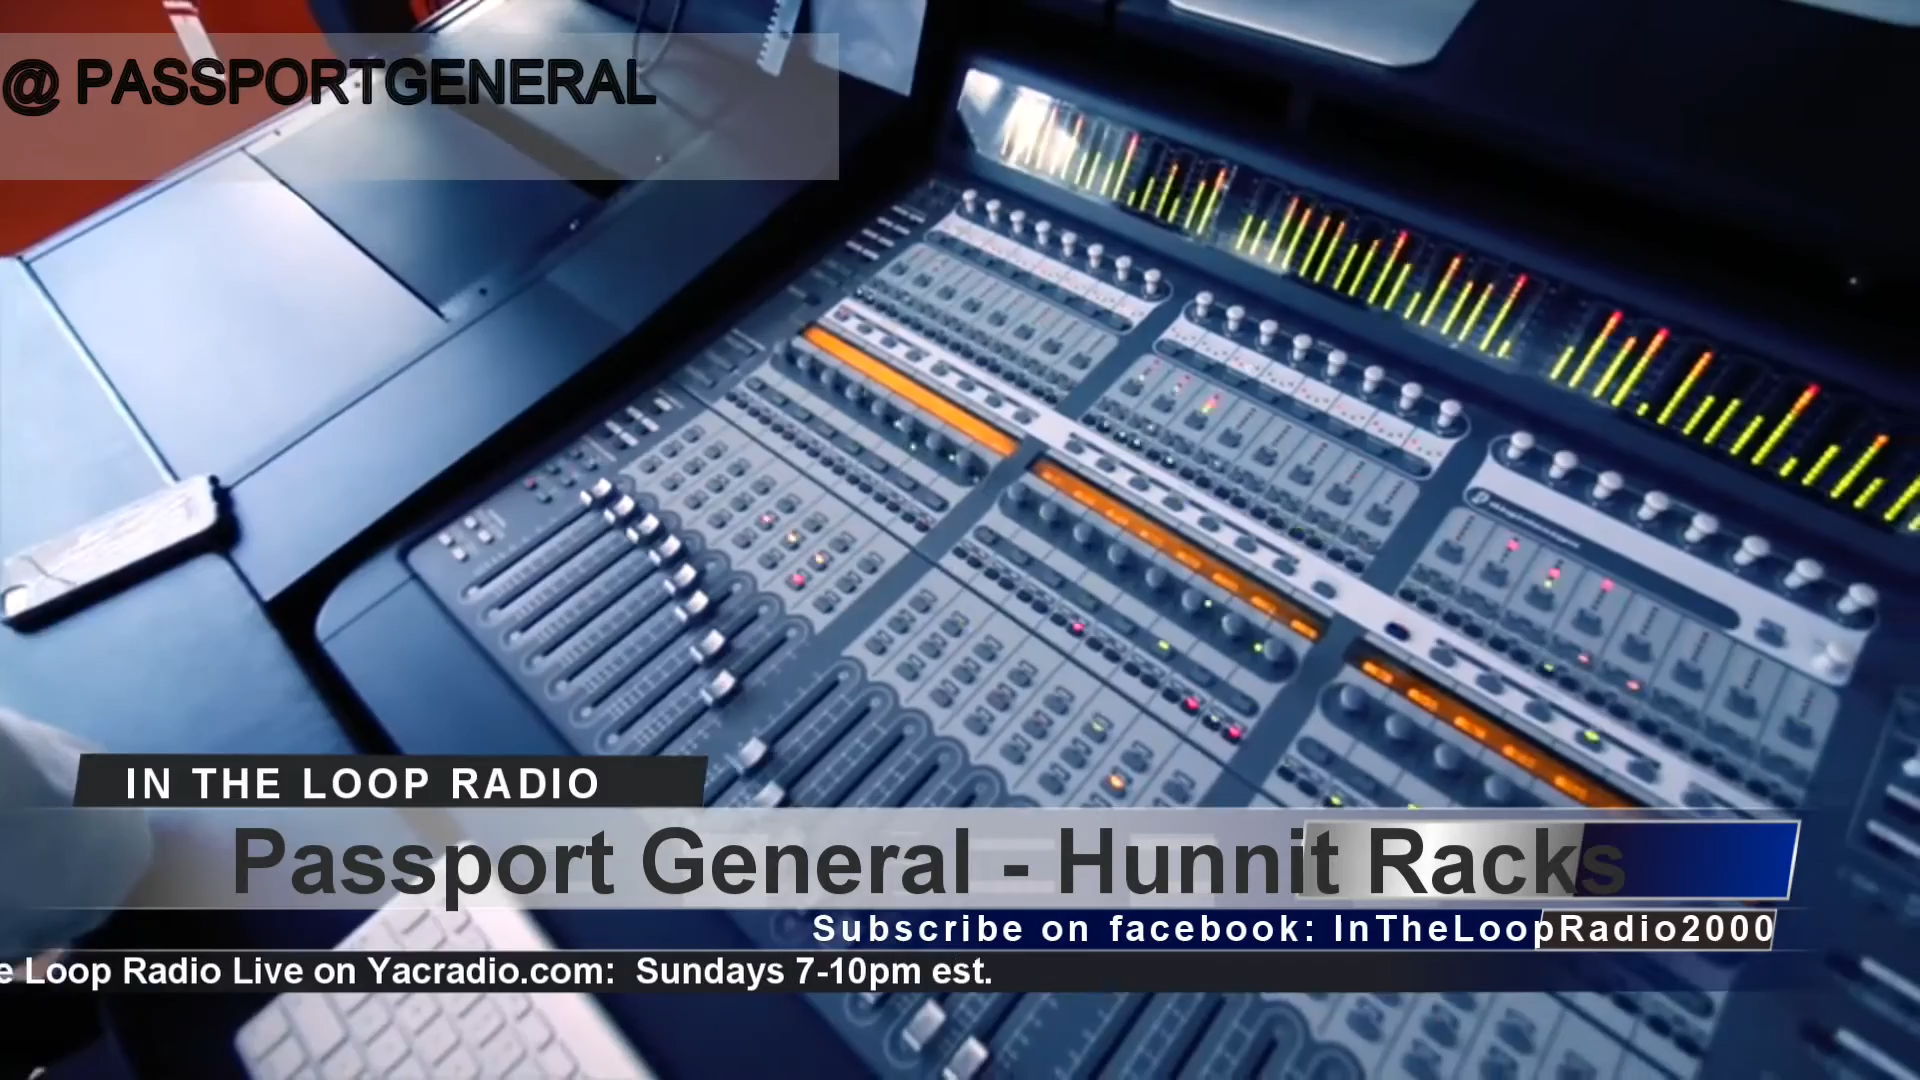 @ PASSPORTGENERAL
IN THE LOOP RADIO
Passport General - Hunnit Racks
Subscribe on facebook: InTheLoopRadio2000
e Loop Radio Live on Yacradio.com: Sundays 7-10pm est.